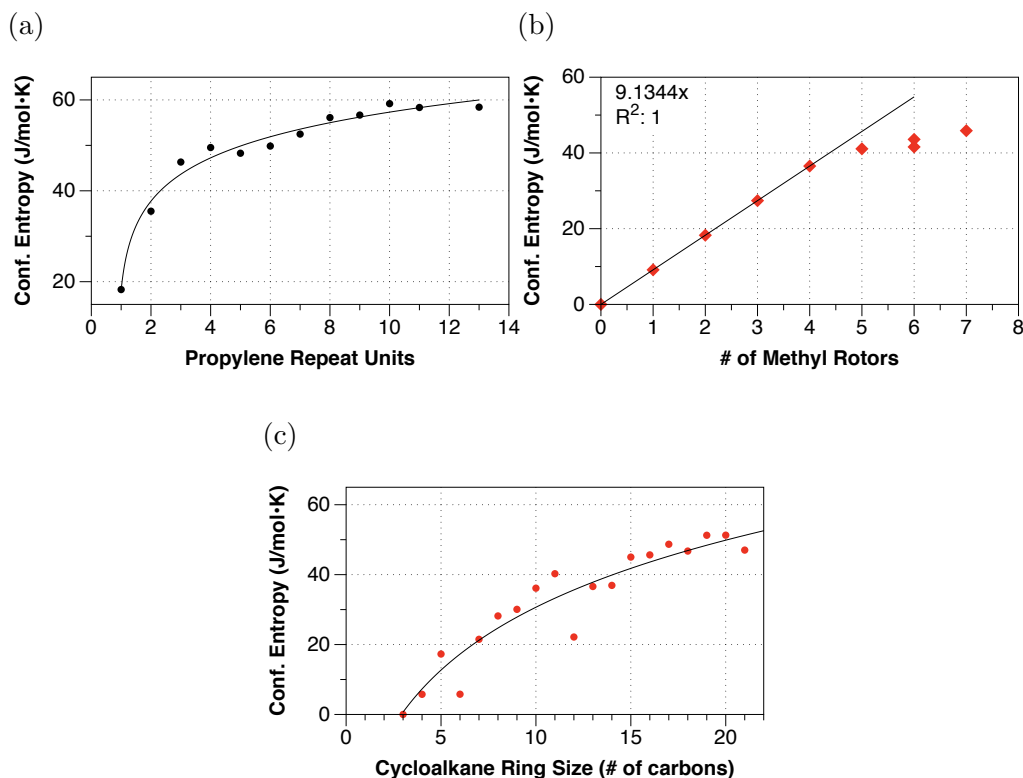 (a)
60
40
20
0 2 4 6 8 10 12 14
Conf. Entropy (J/mol·K)
Propylene Repeat Units
(b)
9.1344x
R²: 1
60
40
20
0
0 1 2 3 4 5 6 7 8
Conf. Entropy (J/mol·K)
# of Methyl Rotors
(c)
60
40
20
0
0 5 10 15 20
Conf. Entropy (J/mol·K)
Cycloalkane Ring Size (# of carbons)